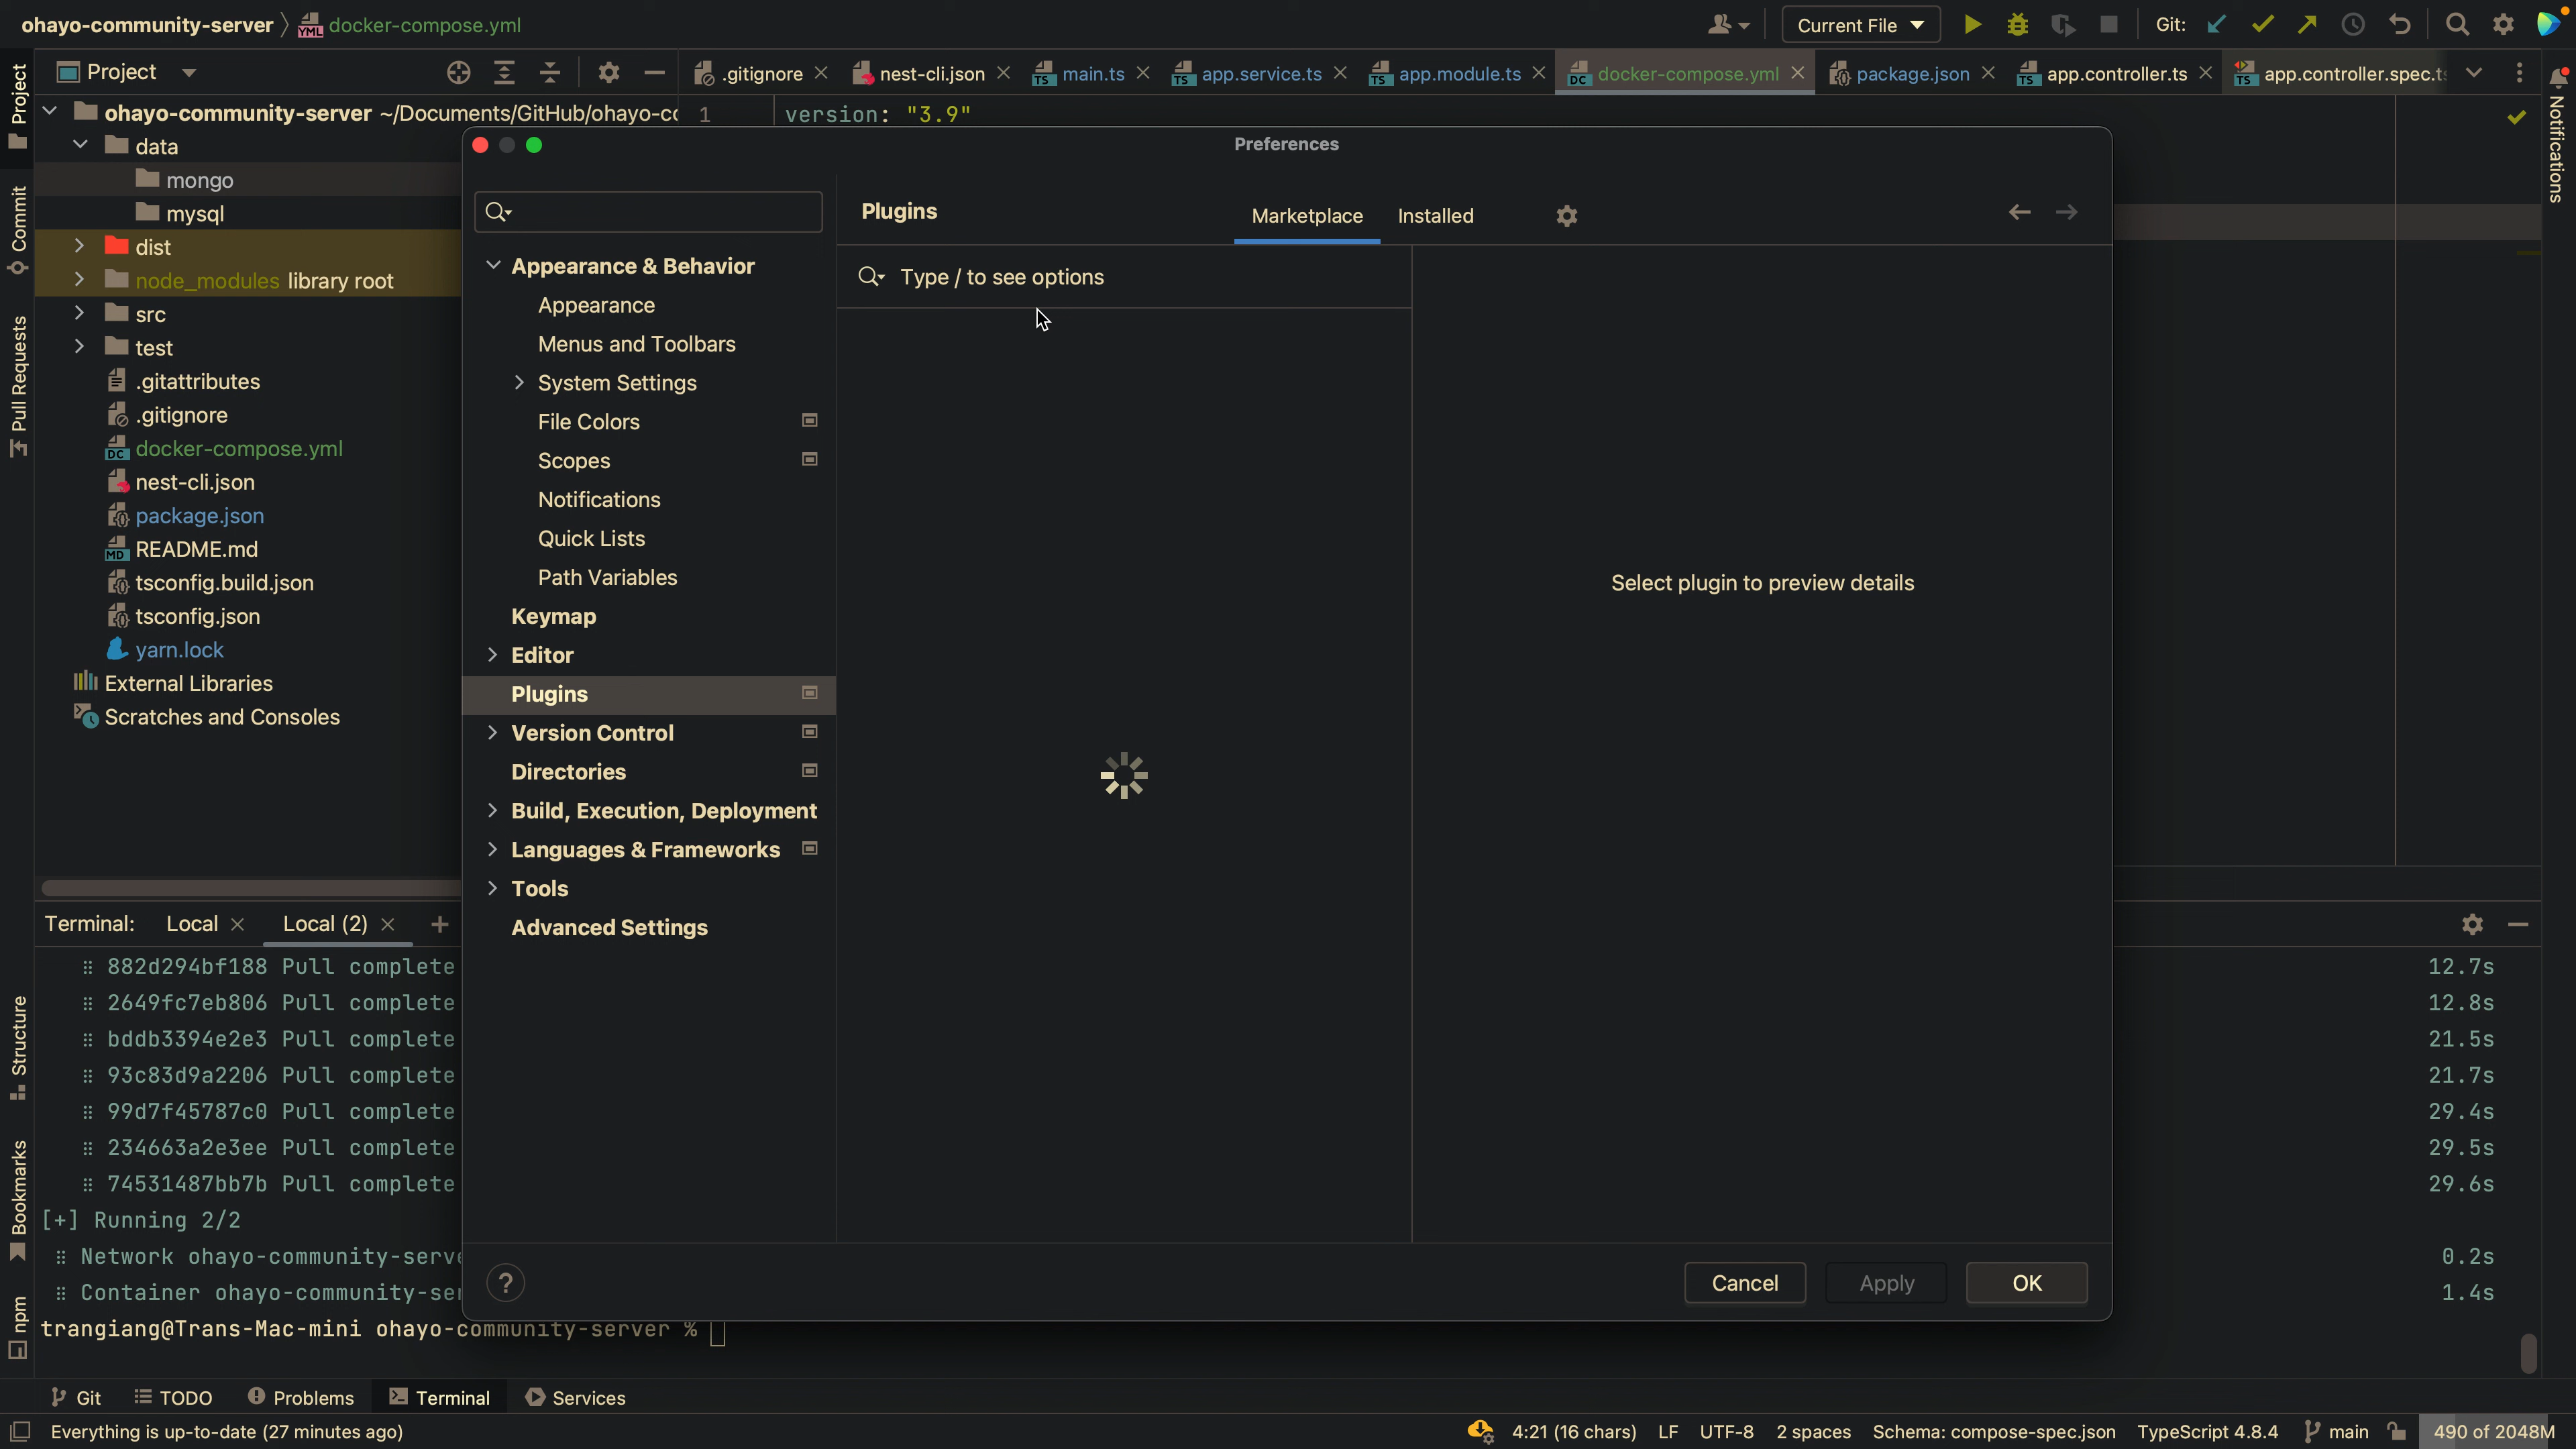 ohayo-community-server docker-compose.yml
Current File
Git:
Project
.gitignore
nest-cli.json
main.ts
app.service.ts
app.module.ts
docker-compose.yml
package.json
app.controller.ts
app.controller.spec.ts
Project
Commit
Pull Requests
Structure
Bookmarks
npm
Notifications
ohayo-community-server ~/Documents/GitHub/ohayo-co
data
mongo
mysql
dist
node_modules library root
src
test
.gitattributes
.gitignore
docker-compose.yml
nest-cli.json
package.json
README.md
tsconfig.build.json
tsconfig.json
yarn.lock
External Libraries
Scratches and Consoles
1 version: "3.9"
Preferences
Appearance & Behavior
Appearance
Menus and Toolbars
System Settings
File Colors
Scopes
Notifications
Quick Lists
Path Variables
Keymap
Editor
Plugins
Version Control
Directories
Build, Execution, Deployment
Languages & Frameworks
Tools
Advanced Settings
Plugins
Marketplace
Installed
Type / to see options
Select plugin to preview details
?
Cancel
Apply
OK
Terminal: Local Local (2)
882d294bf188 Pull complete 12.7s
2649fc7eb806 Pull complete 12.8s
bddb3394e2e3 Pull complete 21.5s
93c83d9a2206 Pull complete 21.7s
99d7f45787c0 Pull complete 29.4s
234663a2e3ee Pull complete 29.5s
74531487bb7b Pull complete 29.6s
[+] Running 2/2
Network ohayo-community-serve 0.2s
Container ohayo-community-ser 1.4s
trangiang@Trans-Mac-mini ohayo-community-server %
Git
TODO
Problems
Terminal
Services
Everything is up-to-date (27 minutes ago)
4:21 (16 chars)
LF
UTF-8
2 spaces
Schema: compose-spec.json
TypeScript 4.8.4
main
490 of 2048M